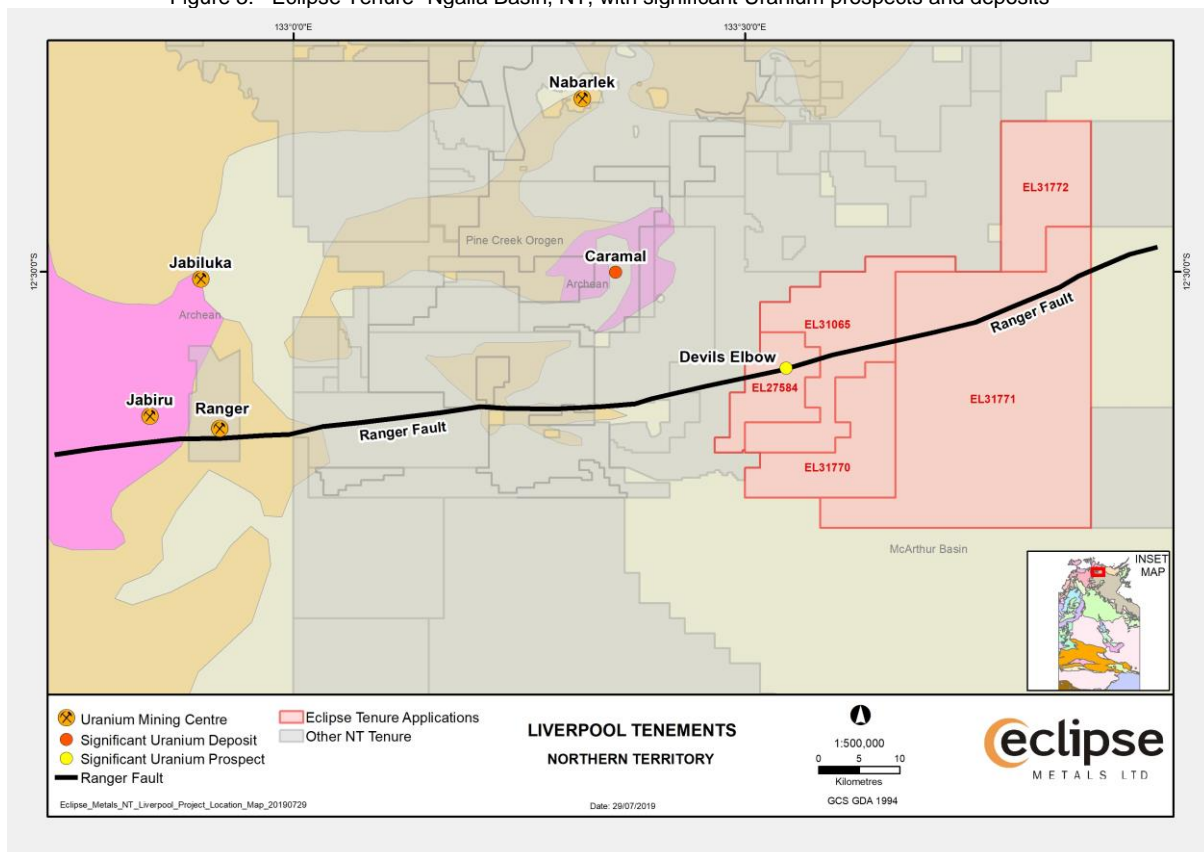 Figure 3. Eclipse Tenure Ngalia Basin, NT, with significant Uranium prospects and deposits
133°0'0"E
133°30'0"E
Nabarlek
EL31772
Pine Creek Orogen
12°30'0"S
Jabiluka
Caramal
12°30'0"S
Archean
Archean
EL31065
Ranger Fault
Devils Elbow
EL27584
Jabiru
Ranger
EL31771
Ranger Fault
EL31770
McArthur Basin
INSET
MAP
Uranium Mining Centre
Significant Uranium Deposit
Significant Uranium Prospect
Ranger Fault
Eclipse Tenure Applications
Other NT Tenure
LIVERPOOL TENEMENTS
NORTHERN TERRITORY
1:500,000
0 5 10
Kilometres
GCS GDA 1994
eclipse
METALS LTD
Eclipse_Metals_NT_Liverpool_Project_Location_Map_20190729
Date: 29/07/2019